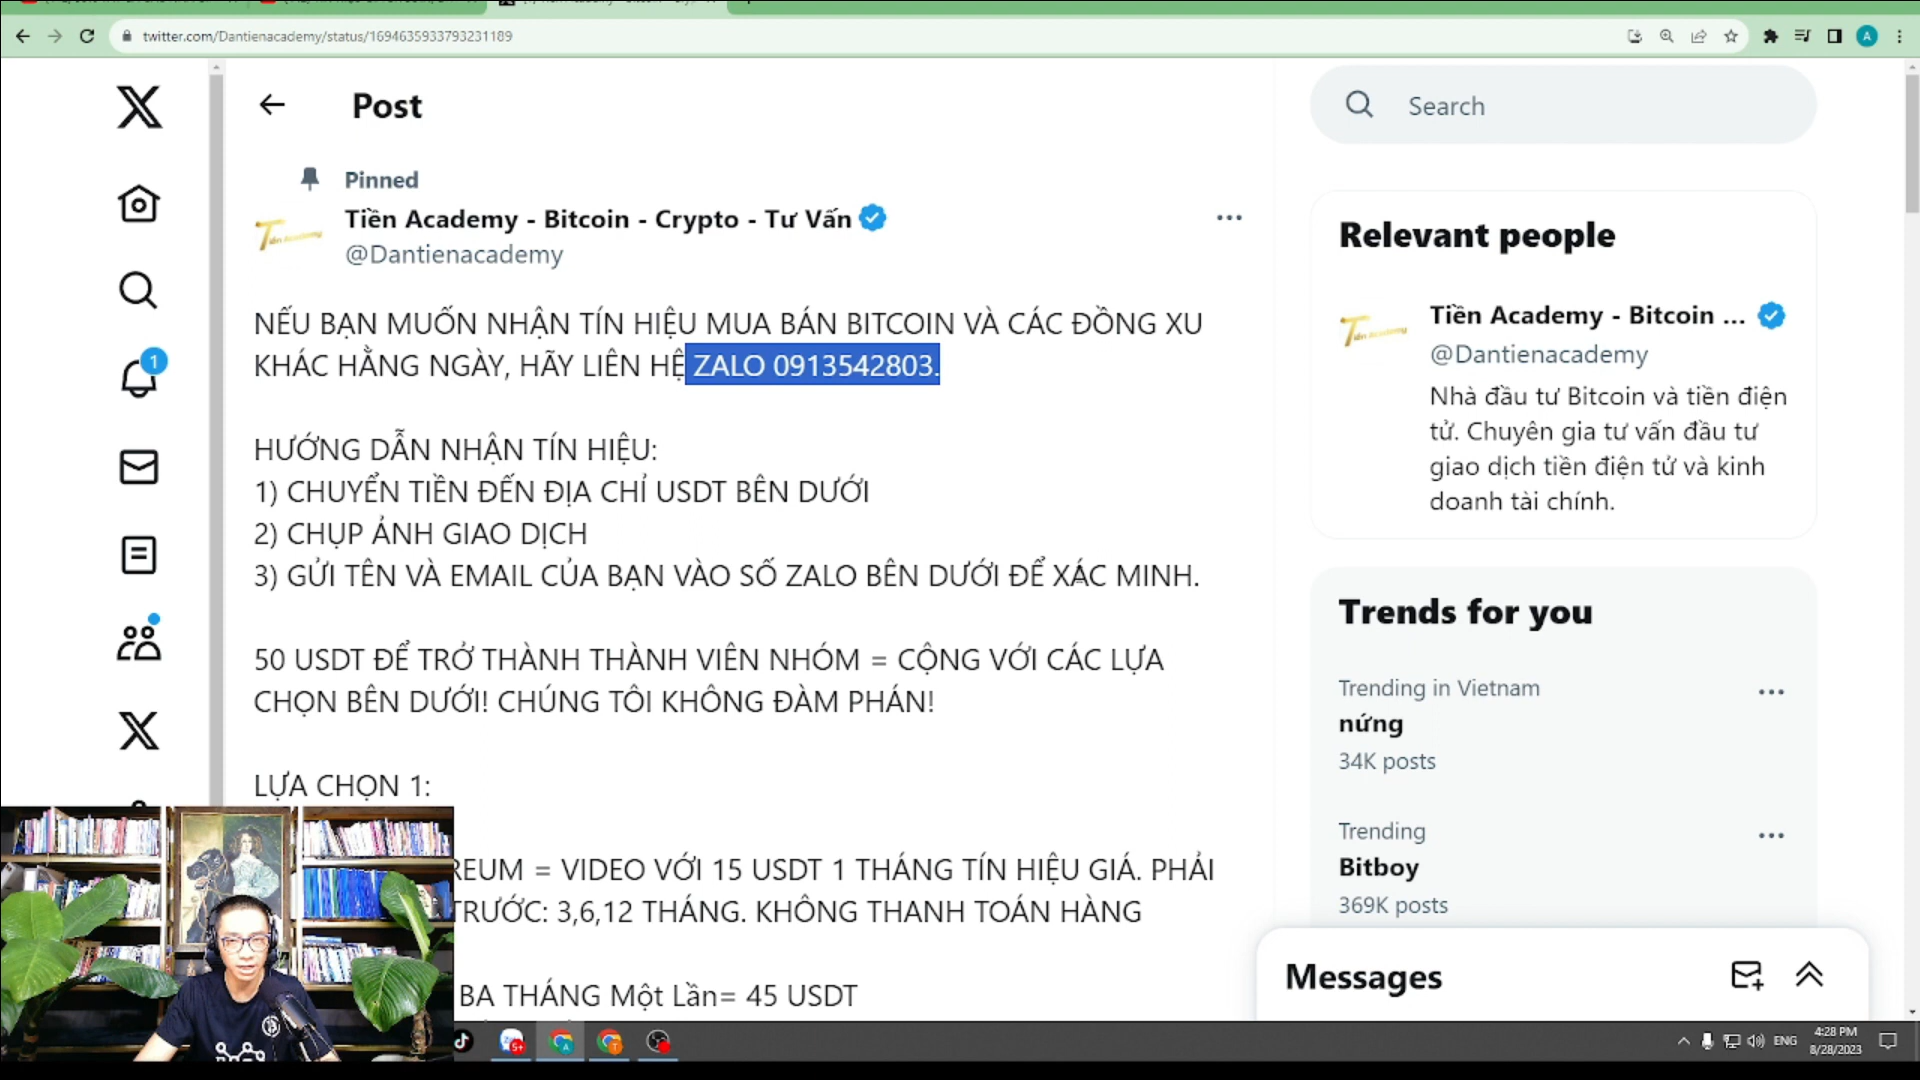 twitter.com/Dantienacademy/status/1694635933793231189
A
Post
Search
Pinned
Tiền Academy - Bitcoin - Crypto - Tư Vấn
@Dantienacademy
NẾU BẠN MUỐN NHẬN TÍN HIỆU MUA BÁN BITCOIN VÀ CÁC ĐỒNG XU
KHÁC HẰNG NGÀY, HÃY LIÊN HỆ ZALO 0913542803.
HƯỚNG DẪN NHẬN TÍN HIỆU:
1) CHUYỂN TIỀN ĐẾN ĐỊA CHỈ USDT BÊN DƯỚI
2) CHỤP ẢNH GIAO DỊCH
3) GỬI TÊN VÀ EMAIL CỦA BẠN VÀO SỐ ZALO BÊN DƯỚI ĐỂ XÁC MINH.
50 USDT ĐỂ TRỞ THÀNH THÀNH VIÊN NHÓM = CỘNG VỚI CÁC LỰA
CHỌN BÊN DƯỚI! CHÚNG TÔI KHÔNG ĐÀM PHÁN!
LỰA CHỌN 1:
REUM = VIDEO VỚI 15 USDT 1 THÁNG TÍN HIỆU GIÁ. PHẢI
TRƯỚC: 3,6,12 THÁNG. KHÔNG THANH TOÁN HÀNG
BA THÁNG Một Lần= 45 USDT
1
Relevant people
Tiền Academy - Bitcoin ...
@Dantienacademy
Nhà đầu tư Bitcoin và tiền điện
tử. Chuyên gia tư vấn đầu tư
giao dịch tiền điện tử và kinh
doanh tài chính.
Trends for you
Trending in Vietnam
nứng
34K posts
Trending
Bitboy
369K posts
Messages
5+
ENG
4:28 PM
8/28/2023